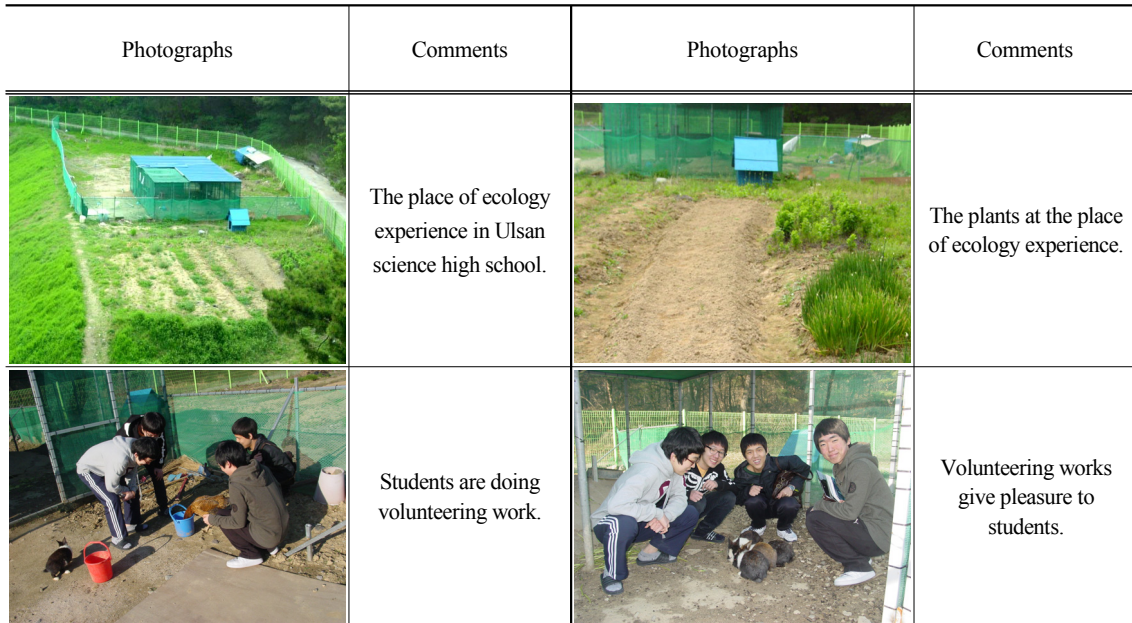 Photographs
Comments
Photographs
Comments
The place of ecology
experience in Ulsan
science high school.
The plants at the place
of ecology experience.
Students are doing
volunteering work.
Volunteering works
give pleasure to
students.